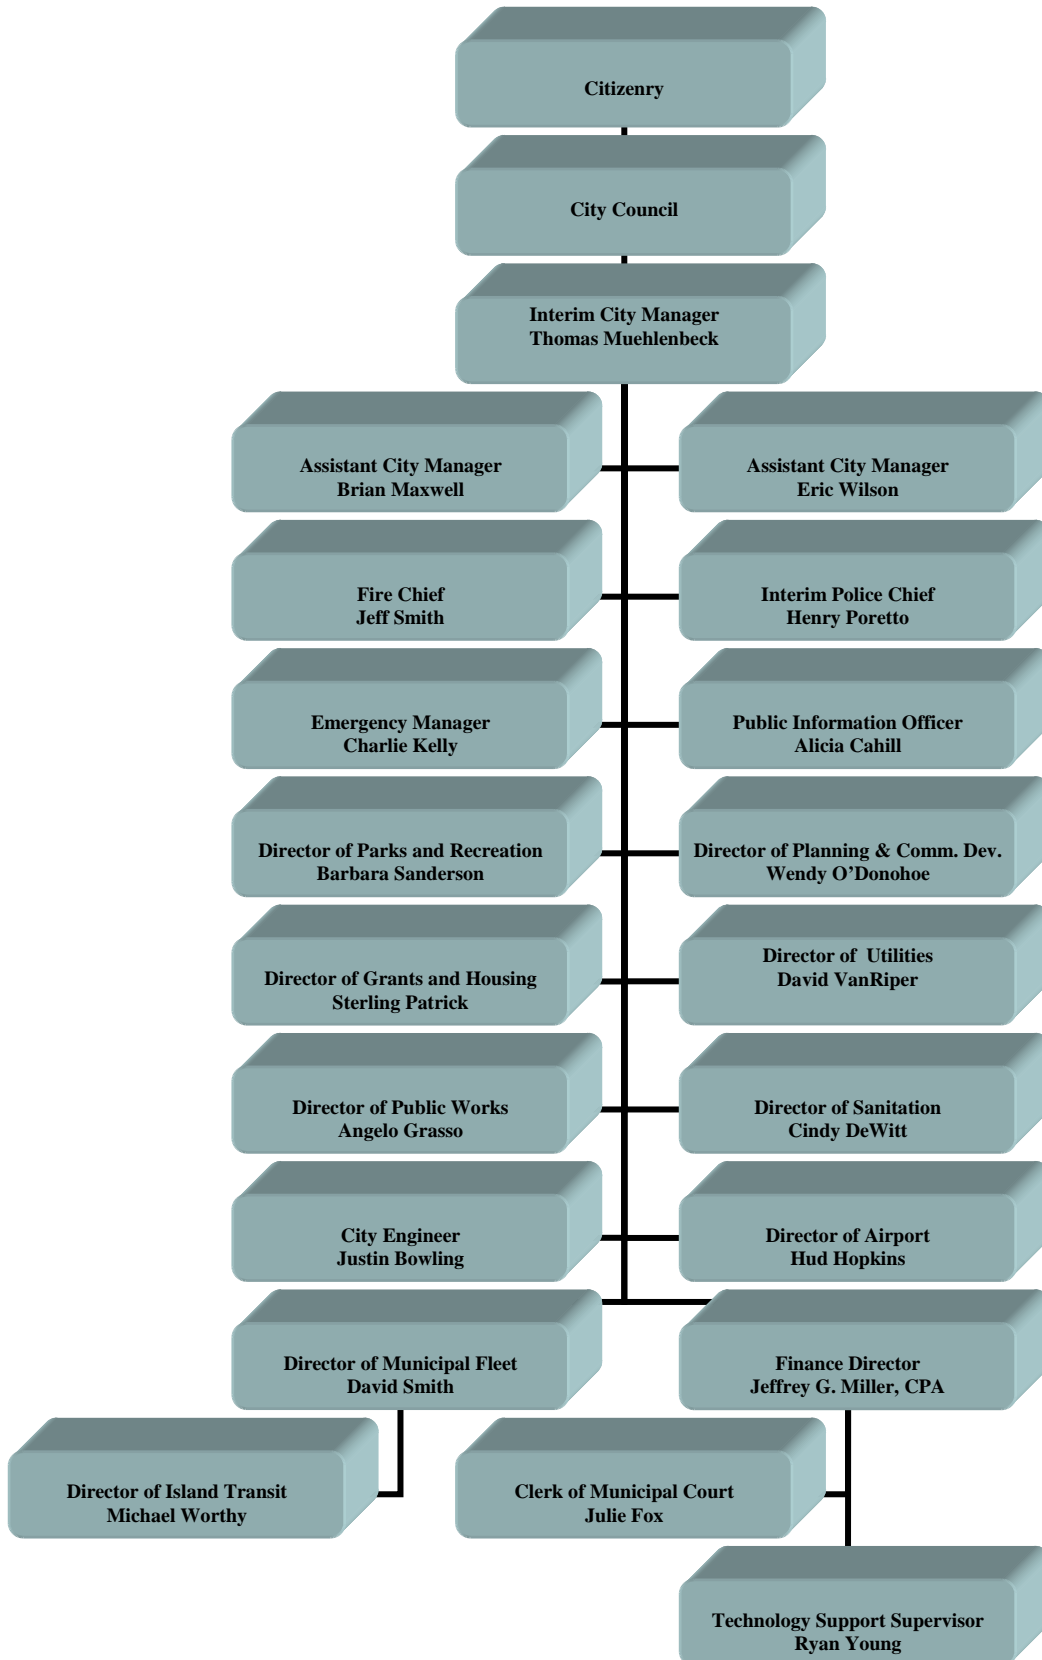 Citizenry
City Council
Interim City Manager
Thomas Muehlenbeck
Assistant City Manager
Brian Maxwell
Assistant City Manager
Eric Wilson
Fire Chief
Jeff Smith
Interim Police Chief
Henry Poretto
Emergency Manager
Charlie Kelly
Public Information Officer
Alicia Cahill
Director of Parks and Recreation
Barbara Sanderson
Director of Planning & Comm. Dev.
Wendy O’Donohoe
Director of Grants and Housing
Sterling Patrick
Director of  Utilities
David VanRiper
Director of Public Works
Angelo Grasso
Director of Sanitation
Cindy DeWitt
City Engineer
Justin Bowling
Director of Airport
Hud Hopkins
Director of Municipal Fleet
David Smith
Finance Director
Jeffrey G. Miller, CPA
Director of Island Transit
Michael Worthy
Clerk of Municipal Court
Julie Fox
Technology Support Supervisor
Ryan Young